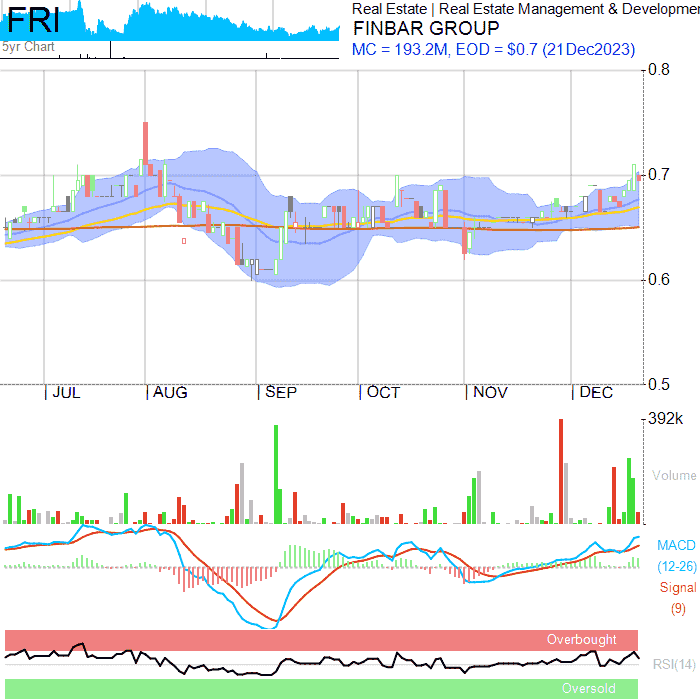 FRI
5yr Chart
Real Estate | Real Estate Management & Developmen
FINBAR GROUP
MC = 193.2M, EOD = $0.7 (21Dec2023)
0.8
0.7
0.6
0.5
JUL AUG SEP OCT NOV DEC
392k
Volume
MACD
(12-26)
Signal
(9)
Overbought
RSI(14)
Oversold